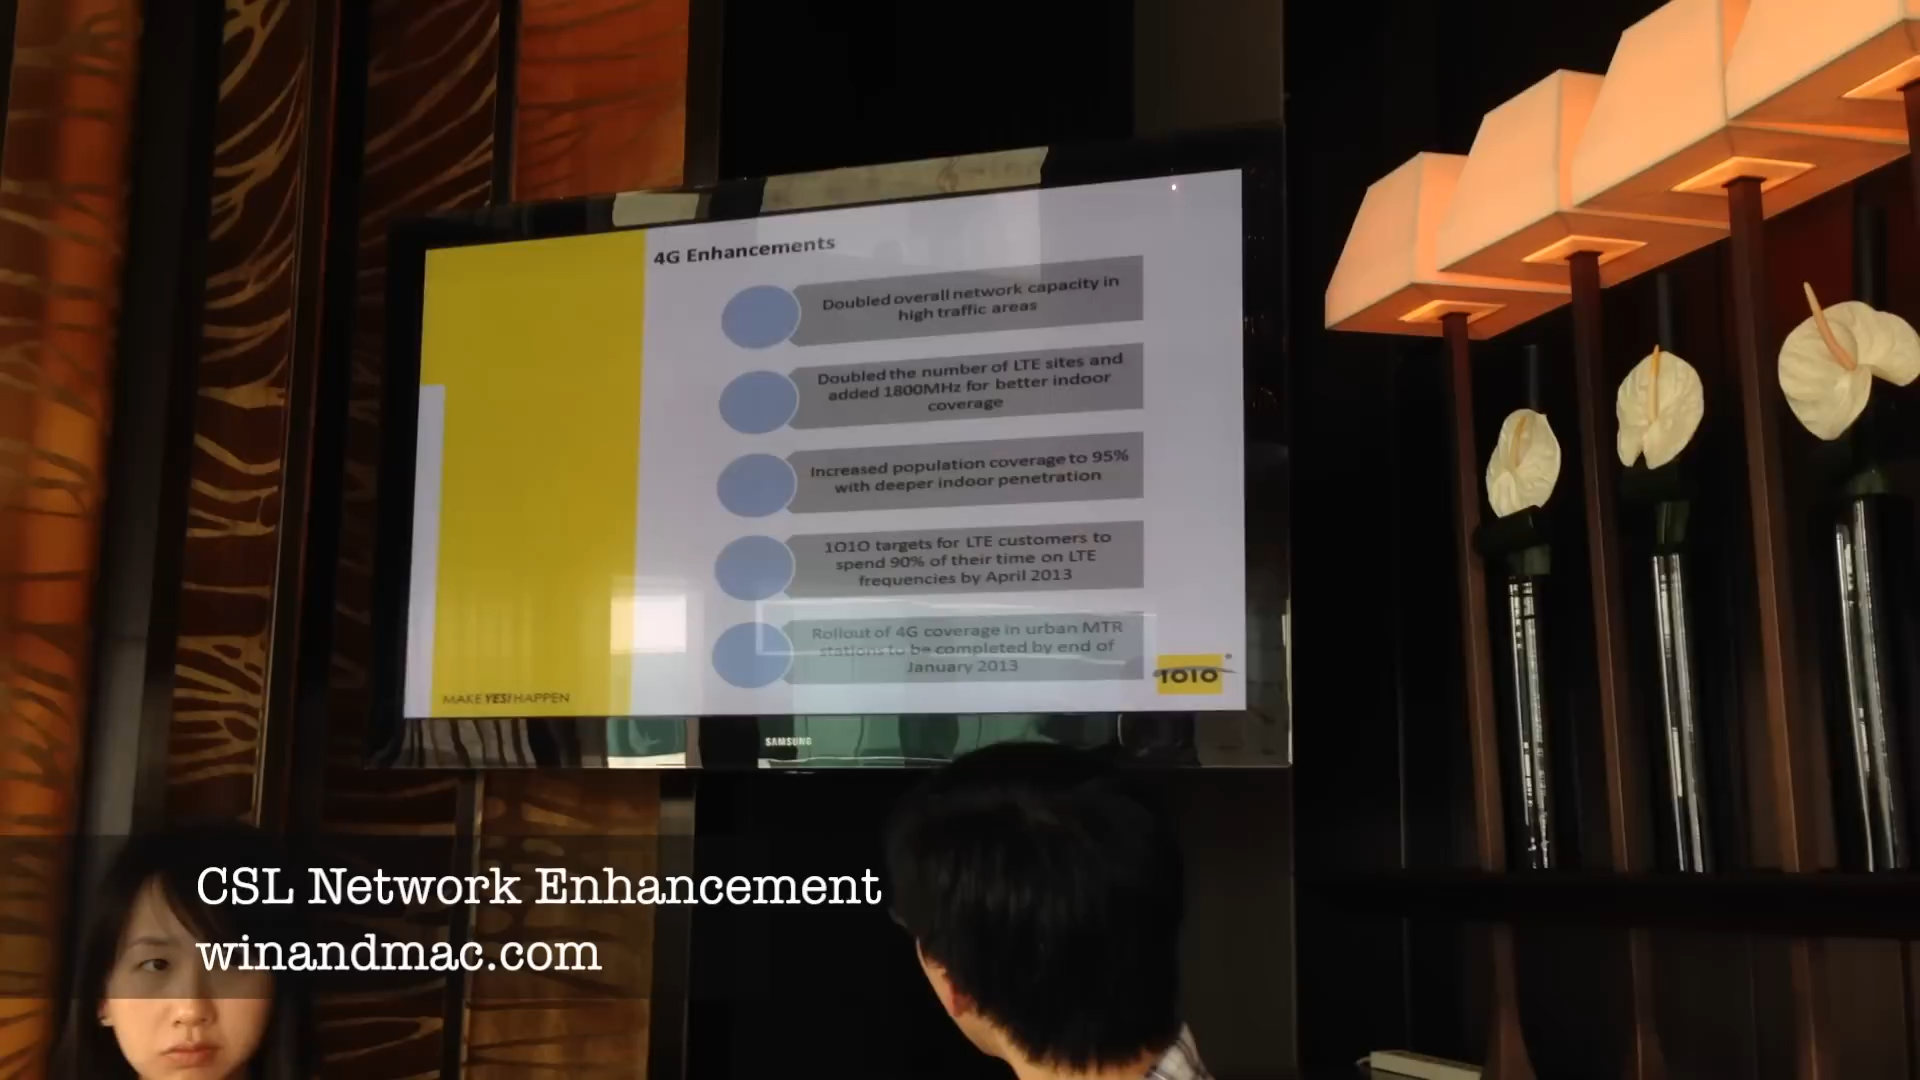 4G Enhancements
Doubled overall network capacity in
high traffic areas
Doubled the number of LTE sites and
added 1800MHz for better indoor
coverage
Increased population coverage to 95%
with deeper indoor penetration
1O1O targets for LTE customers to
spend 90% of their time on LTE
frequencies by April 2013
Rollout of 4G coverage in urban MTR
stations to be completed by end of
January 2013
MAKE YES! HAPPEN
1O1O
SAMSUNG
CSL Network Enhancement
winandmac.com